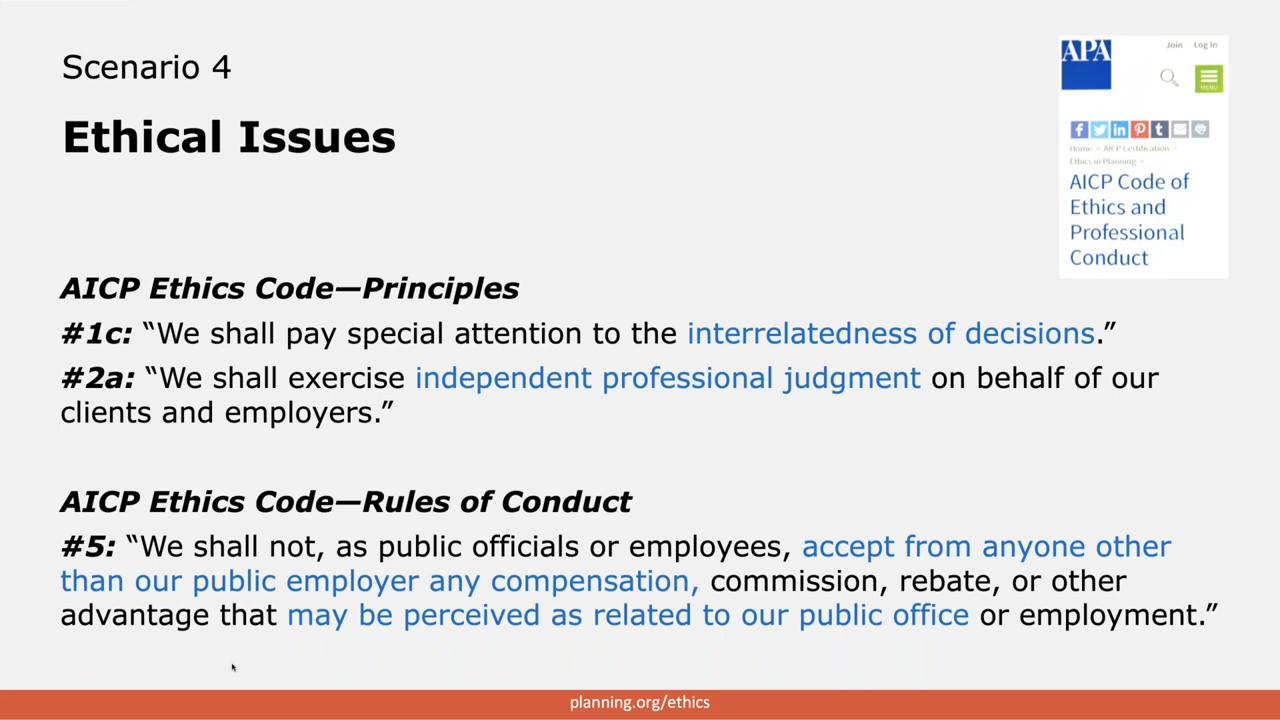 Scenario 4
Ethical Issues
APA
Join Log In
MENU
Home AICP Certification
Ethics in Planning
AICP Code of
Ethics and
Professional
Conduct
AICP Ethics Code—Principles
#1c: “We shall pay special attention to the interrelatedness of decisions.”
#2a: “We shall exercise independent professional judgment on behalf of our
clients and employers.”
AICP Ethics Code—Rules of Conduct
#5: “We shall not, as public officials or employees, accept from anyone other
than our public employer any compensation, commission, rebate, or other
advantage that may be perceived as related to our public office or employment.”
planning.org/ethics